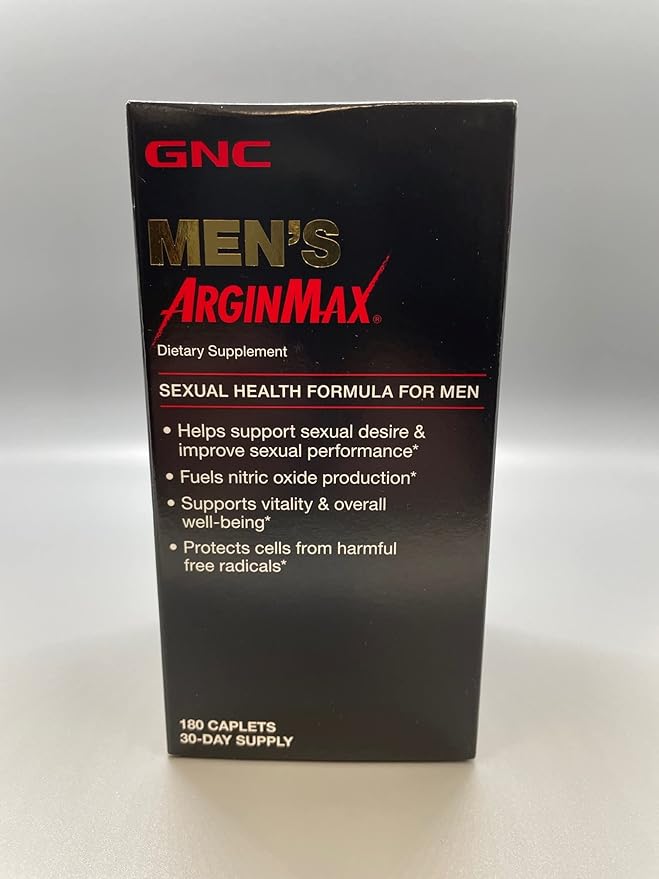 GNC
MEN'S
ARGINMAX®
Dietary Supplement
SEXUAL HEALTH FORMULA FOR MEN
• Helps support sexual desire &
improve sexual performance*
• Fuels nitric oxide production*
• Supports vitality & overall
well-being*
• Protects cells from harmful
free radicals*
180 CAPLETS
30-DAY SUPPLY